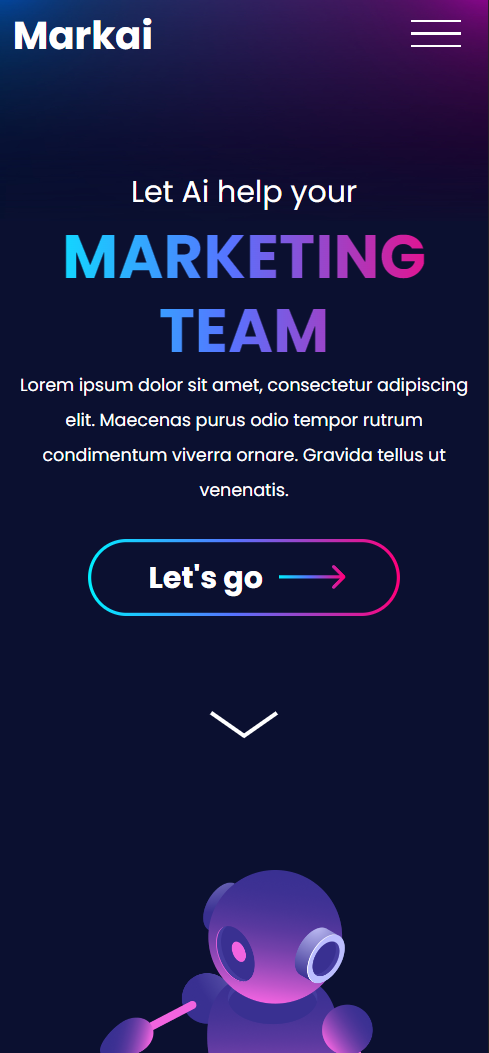 Markai
Let Ai help your
MARKETING
TEAM
Lorem ipsum dolor sit amet, consectetur adipiscing
elit. Maecenas purus odio tempor rutrum
condimentum viverra ornare. Gravida tellus ut
venenatis.
Let's go